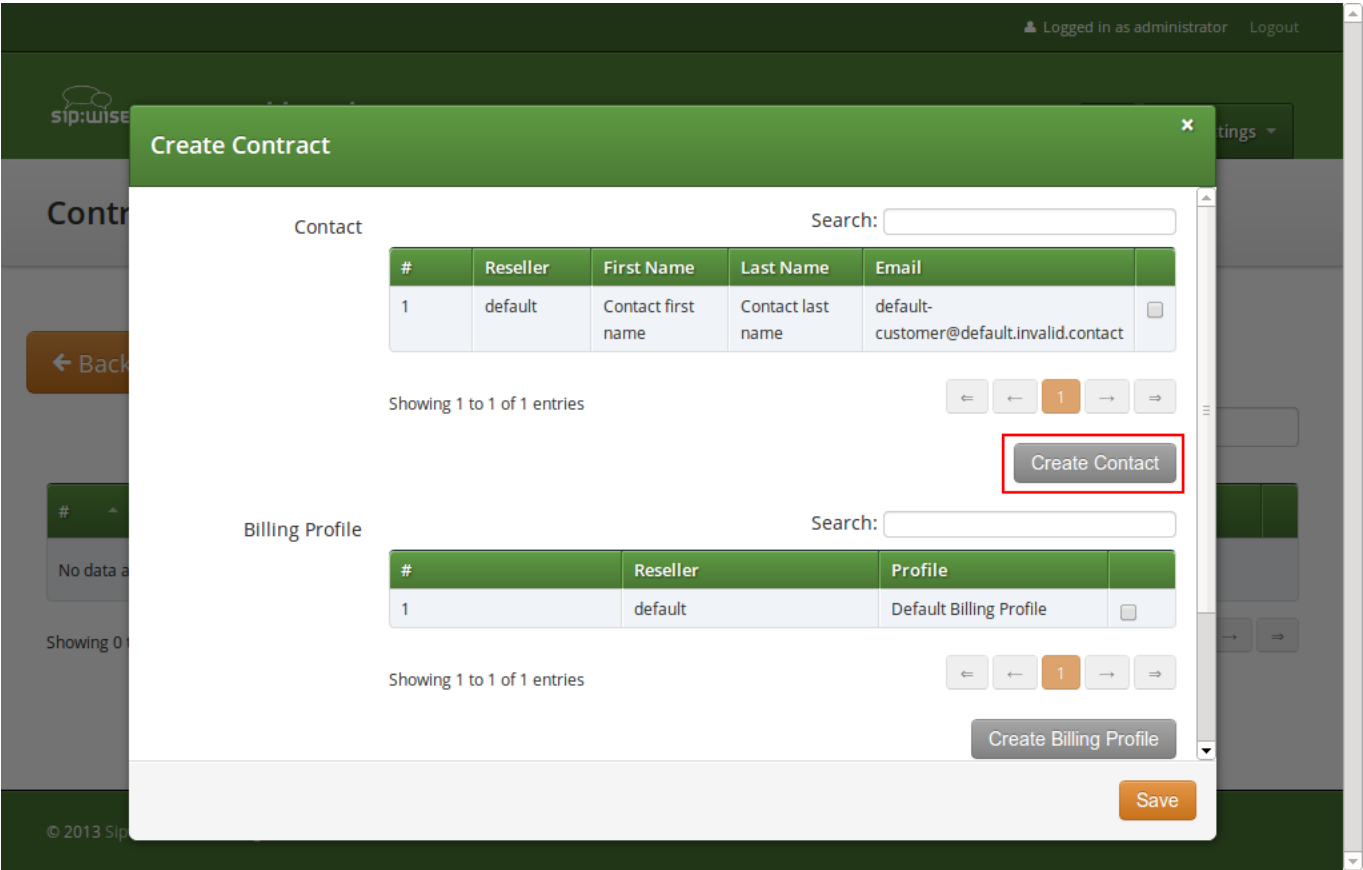 Logged in as administrator Logout
sip:wise
tings
Create Contract ×
Contr
Contact Search:
# Reseller First Name Last Name Email
1 default Contact first name Contact last name default-customer@default.invalid.contact
← Back
Showing 1 to 1 of 1 entries ⇐ ← 1 → ⇒
Create Contact
#
Billing Profile Search:
No data a
# Reseller Profile
1 default Default Billing Profile
Showing 0 t → ⇒
Showing 1 to 1 of 1 entries ⇐ ← 1 → ⇒
Create Billing Profile
Save
© 2013 Sip